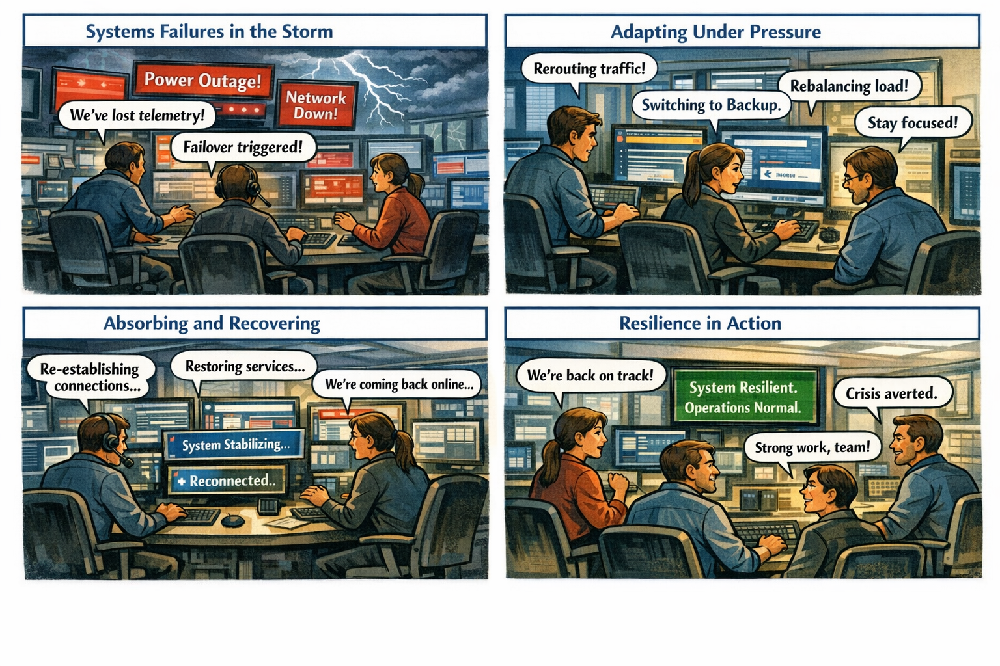 Systems Failures in the Storm
Power Outage!
Network
Down!
We've lost telemetry!
Failover triggered!
Adapting Under Pressure
Rerouting traffic!
Switching to Backup.
Rebalancing load!
Stay focused!
Absorbing and Recovering
Re-establishing
connections...
Restoring services...
We're coming back online...
System Stabilizing...
+ Reconnected..
Resilience in Action
We're back on track!
System Resilient.
Operations Normal.
Crisis averted.
Strong work, team!